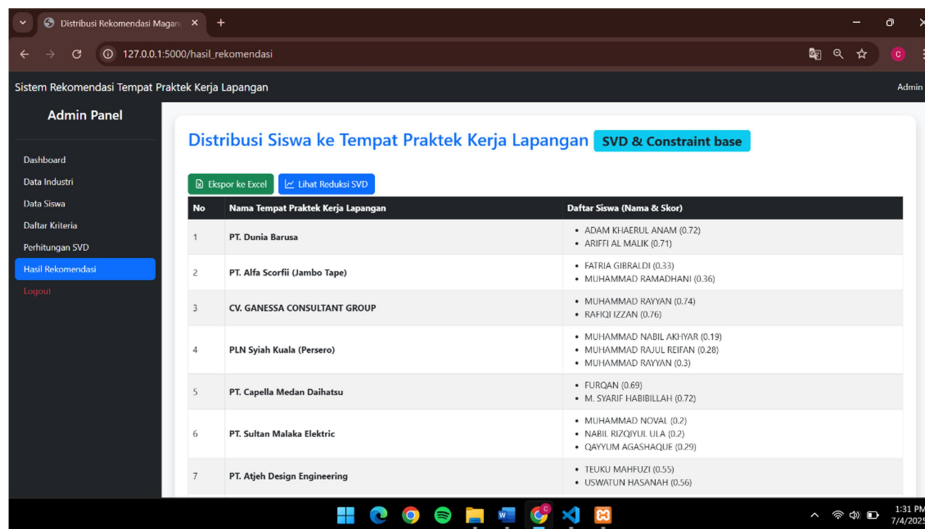 Distribusi Rekomendasi Magan
127.0.0.1:5000/hasil_rekomendasi
Sistem Rekomendasi Tempat Praktek Kerja Lapangan
Admin
Admin Panel
Dashboard
Data Industri
Data Siswa
Daftar Kriteria
Perhitungan SVD
Hasil Rekomendasi
Logout
Distribusi Siswa ke Tempat Praktek Kerja Lapangan SVD & Constraint base
Ekspor ke Excel Lihat Reduksi SVD
No Nama Tempat Praktek Kerja Lapangan Daftar Siswa (Nama & Skor)
1 PT. Dunia Barusa
• ADAM KHAERUL ANAM (0.72)
• ARIFFI AL MALIK (0.71)
2 PT. Alfa Scorfii (Jambo Tape)
• FATRIA GIBRALDI (0.33)
• MUHAMMAD RAMADHANI (0.36)
3 CV. GANESSA CONSULTANT GROUP
• MUHAMMAD RAYYAN (0.74)
• RAFIQI IZZAN (0.76)
4 PLN Syiah Kuala (Persero)
• MUHAMMAD NABIL AKHYAR (0.19)
• MUHAMMAD RAJUL REIFAN (0.28)
• MUHAMMAD RAYYAN (0.3)
5 PT. Capella Medan Daihatsu
• FURQAN (0.69)
• M. SYARIF HABIBILLAH (0.72)
6 PT. Sultan Malaka Elektric
• MUHAMMAD NOVAL (0.2)
• NABIL RIZQIYUL ULA (0.2)
• QAYYUM AGASHAQUE (0.29)
7 PT. Atjeh Design Engineering
• TEUKU MAHFUZI (0.55)
• USWATUN HASANAH (0.56)
1:31 PM
7/4/2025